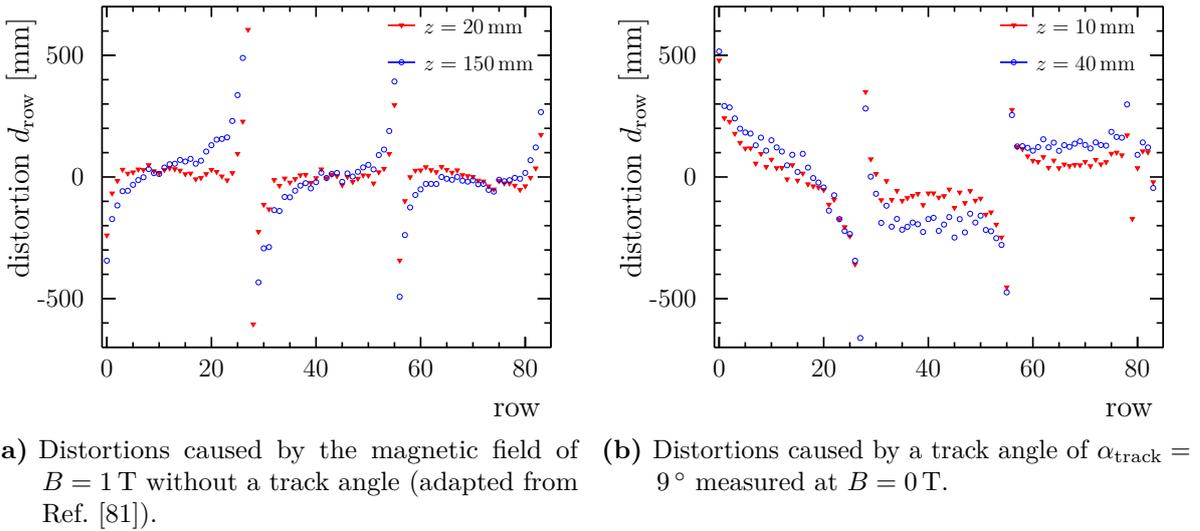 distortion d_row [mm]
500
0
-500
z = 20 mm
z = 150 mm
0 20 40 60 80
row
distortion d_row [mm]
500
0
-500
z = 10 mm
z = 40 mm
0 20 40 60 80
row
a) Distortions caused by the magnetic field of
B = 1 T without a track angle (adapted from
Ref. [81]).
(b) Distortions caused by a track angle of α_track =
9° measured at B = 0 T.